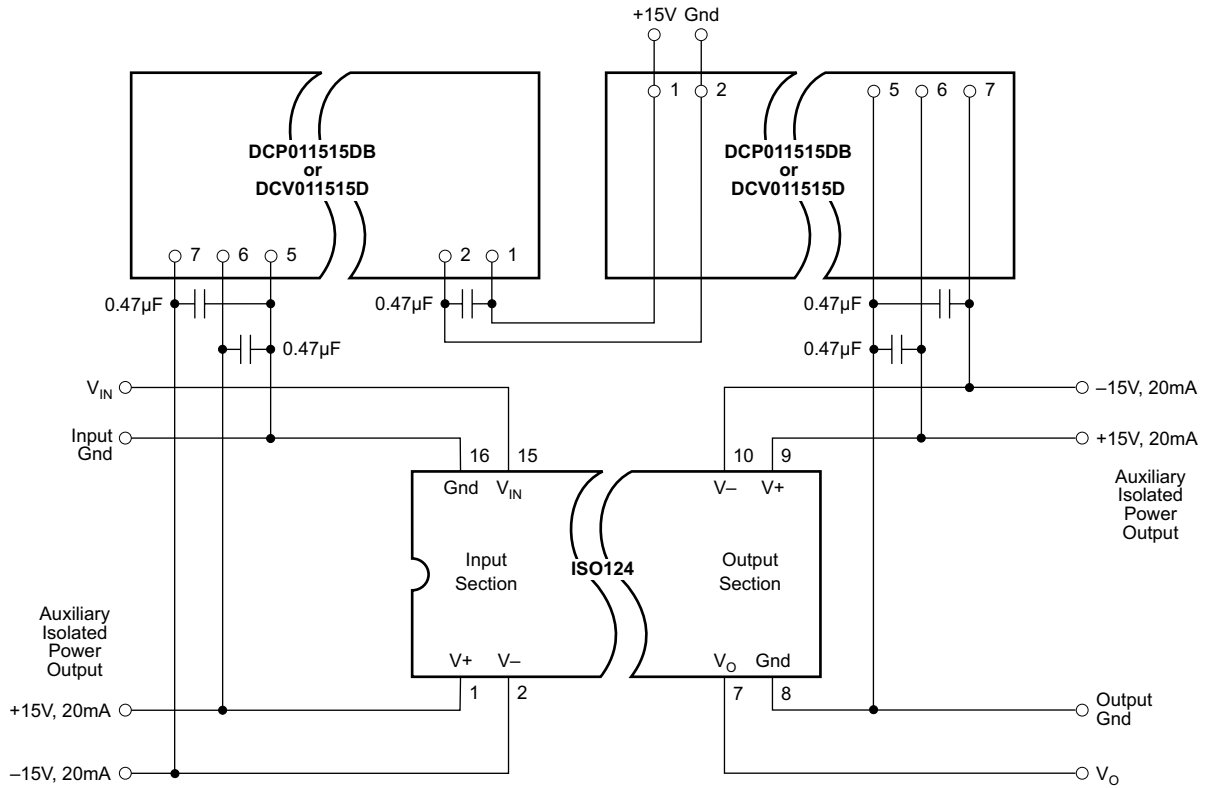 +15V Gnd
1 2 5 6 7
DCP011515DB
or
DCV011515D
DCP011515DB
or
DCV011515D
7 6 5 2 1
0.47µF 0.47µF 0.47µF
0.47µF 0.47µF
V_IN –15V, 20mA
Input
Gnd
+15V, 20mA
16 15 10 9
Gnd V_IN V– V+
Auxiliary
Isolated
Power
Output
Input
Section
ISO124
Output
Section
Auxiliary
Isolated
Power
Output
V+ V– V_O Gnd
1 2 7 8
+15V, 20mA
Output
Gnd
–15V, 20mA V_O